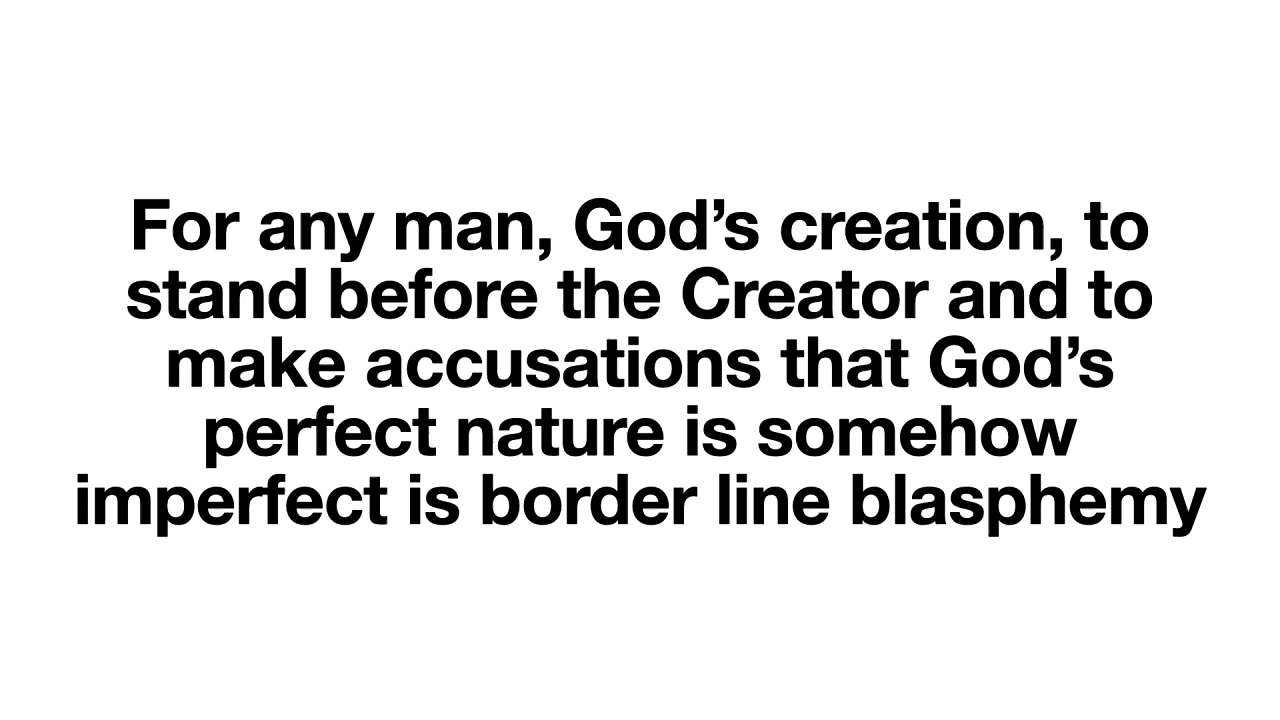 For any man, God’s creation, to
stand before the Creator and to
make accusations that God’s
perfect nature is somehow
imperfect is border line blasphemy